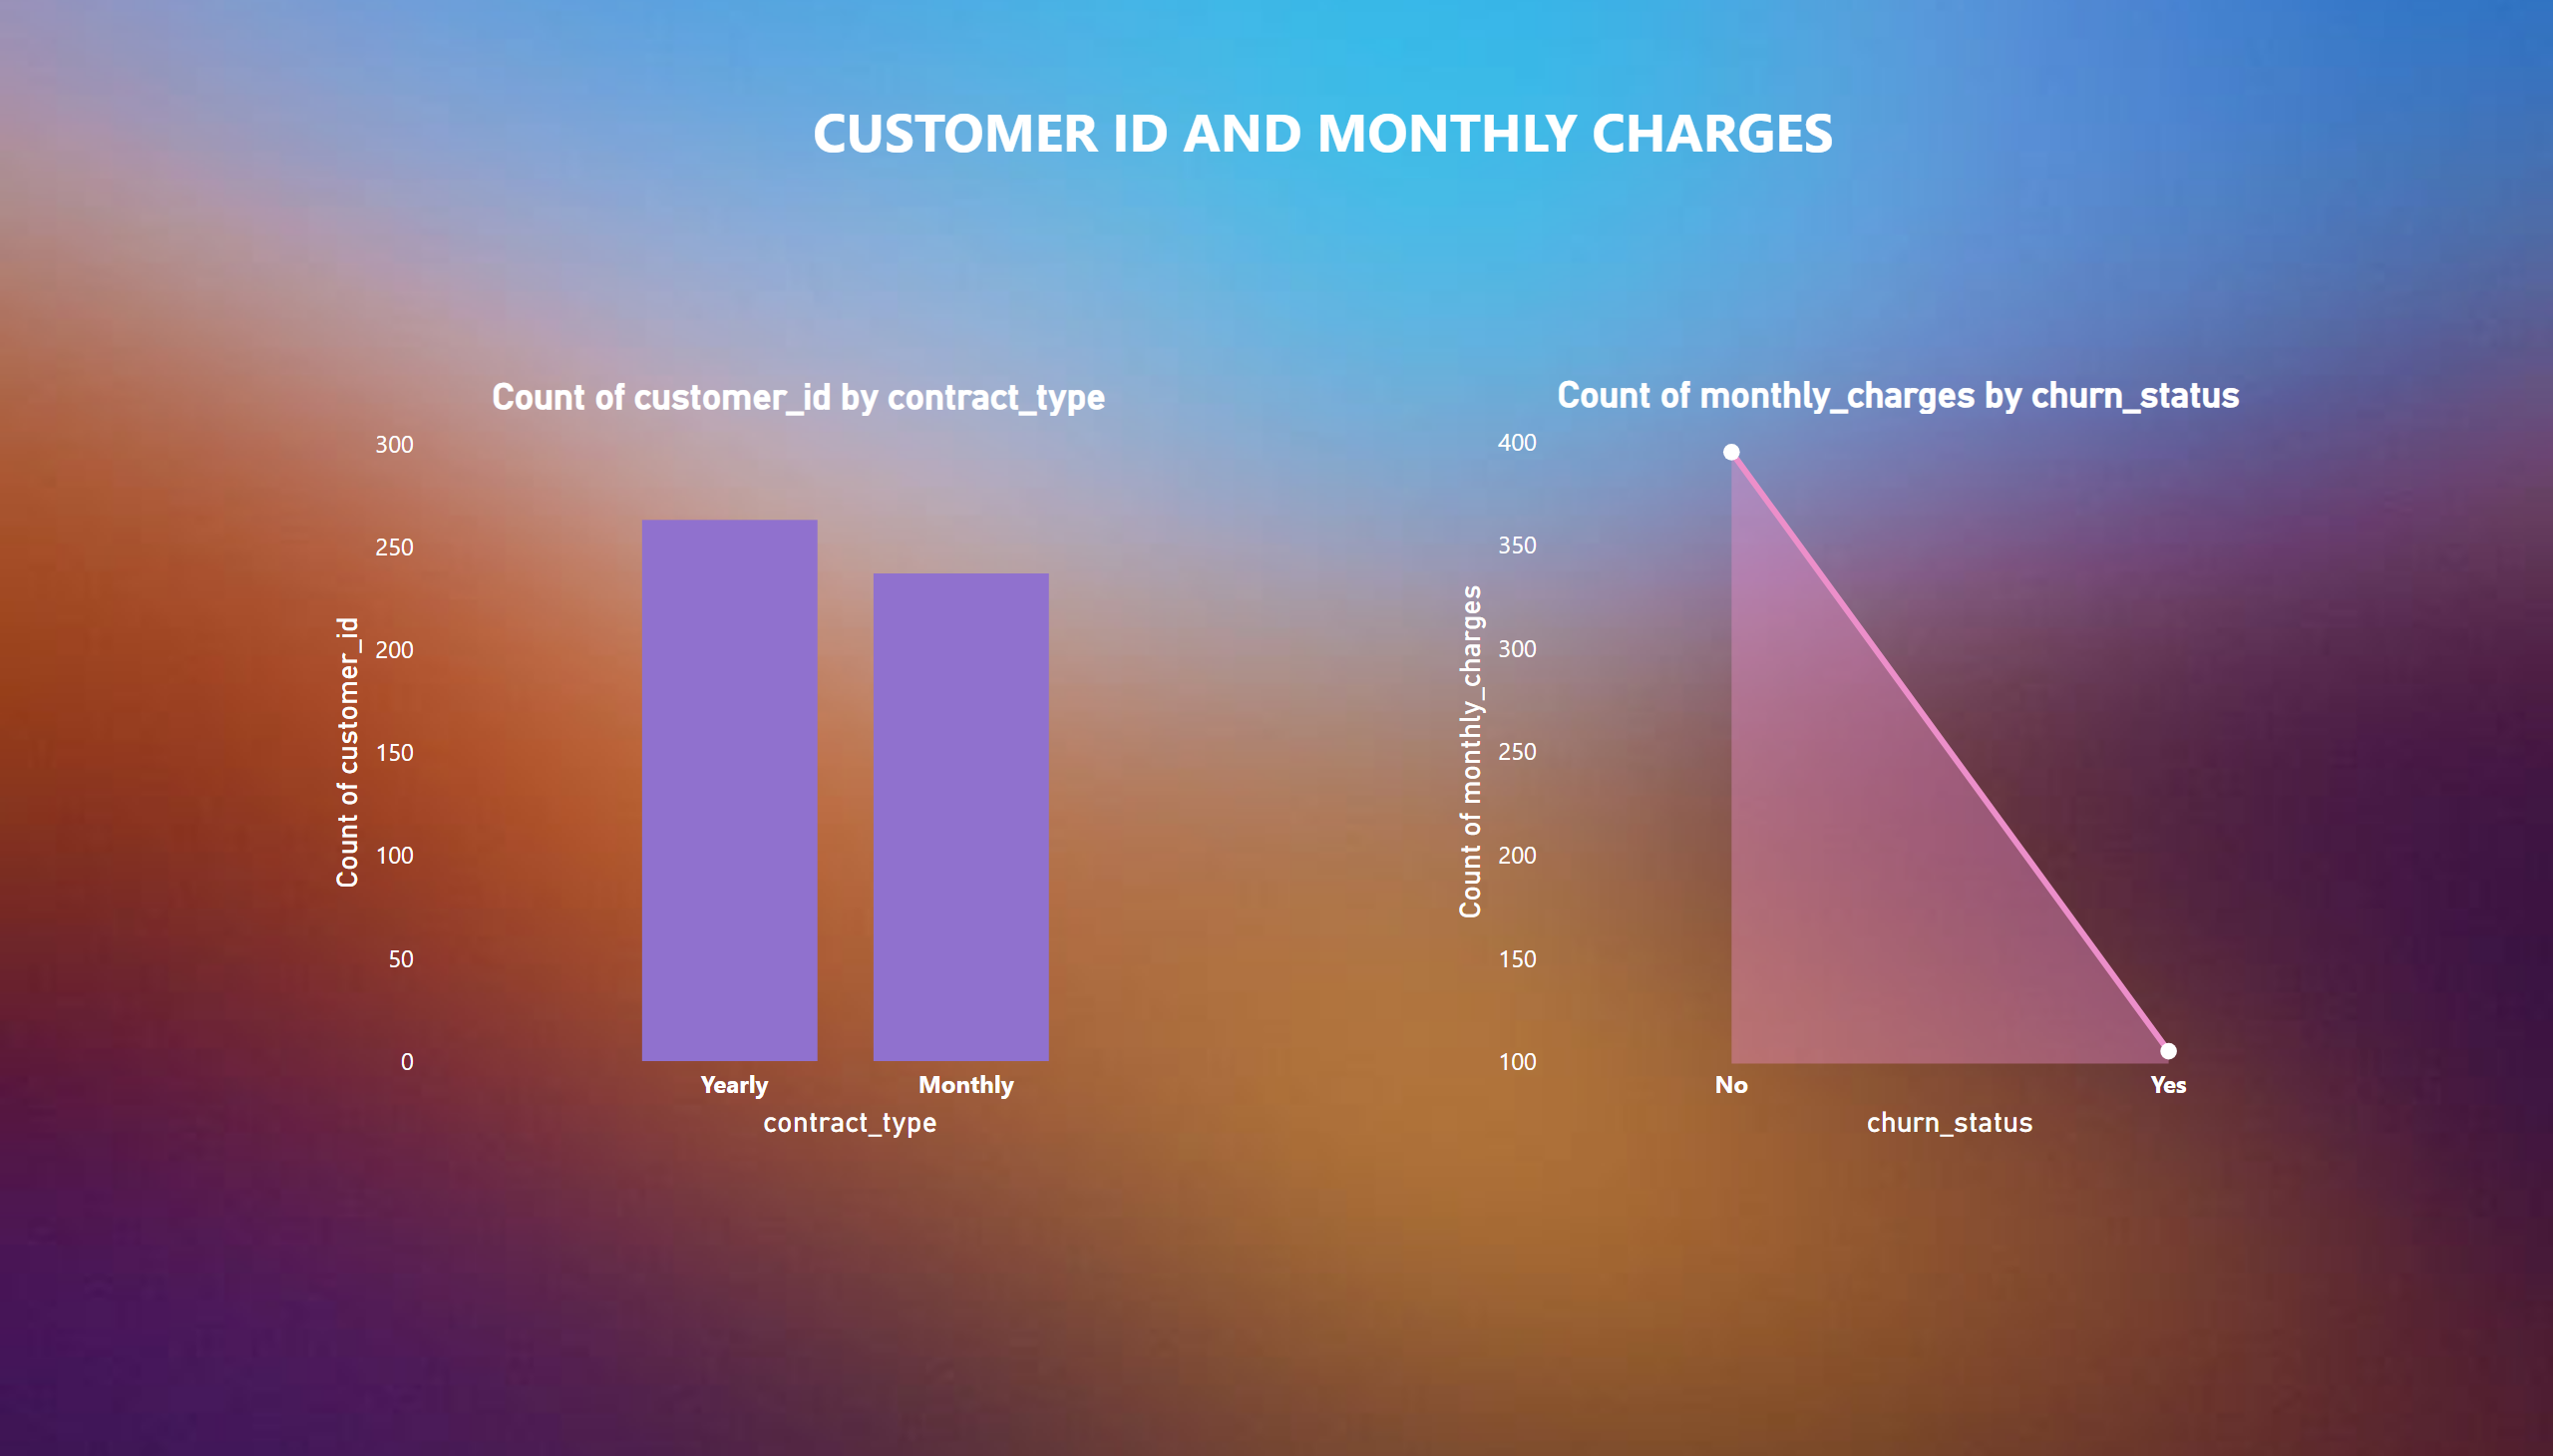 CUSTOMER ID AND MONTHLY CHARGES
Count of customer_id by contract_type
300
250
200
150
100
50
0
Count of customer_id
Yearly
Monthly
contract_type
Count of monthly_charges by churn_status
400
350
300
250
200
150
100
Count of monthly_charges
No
Yes
churn_status